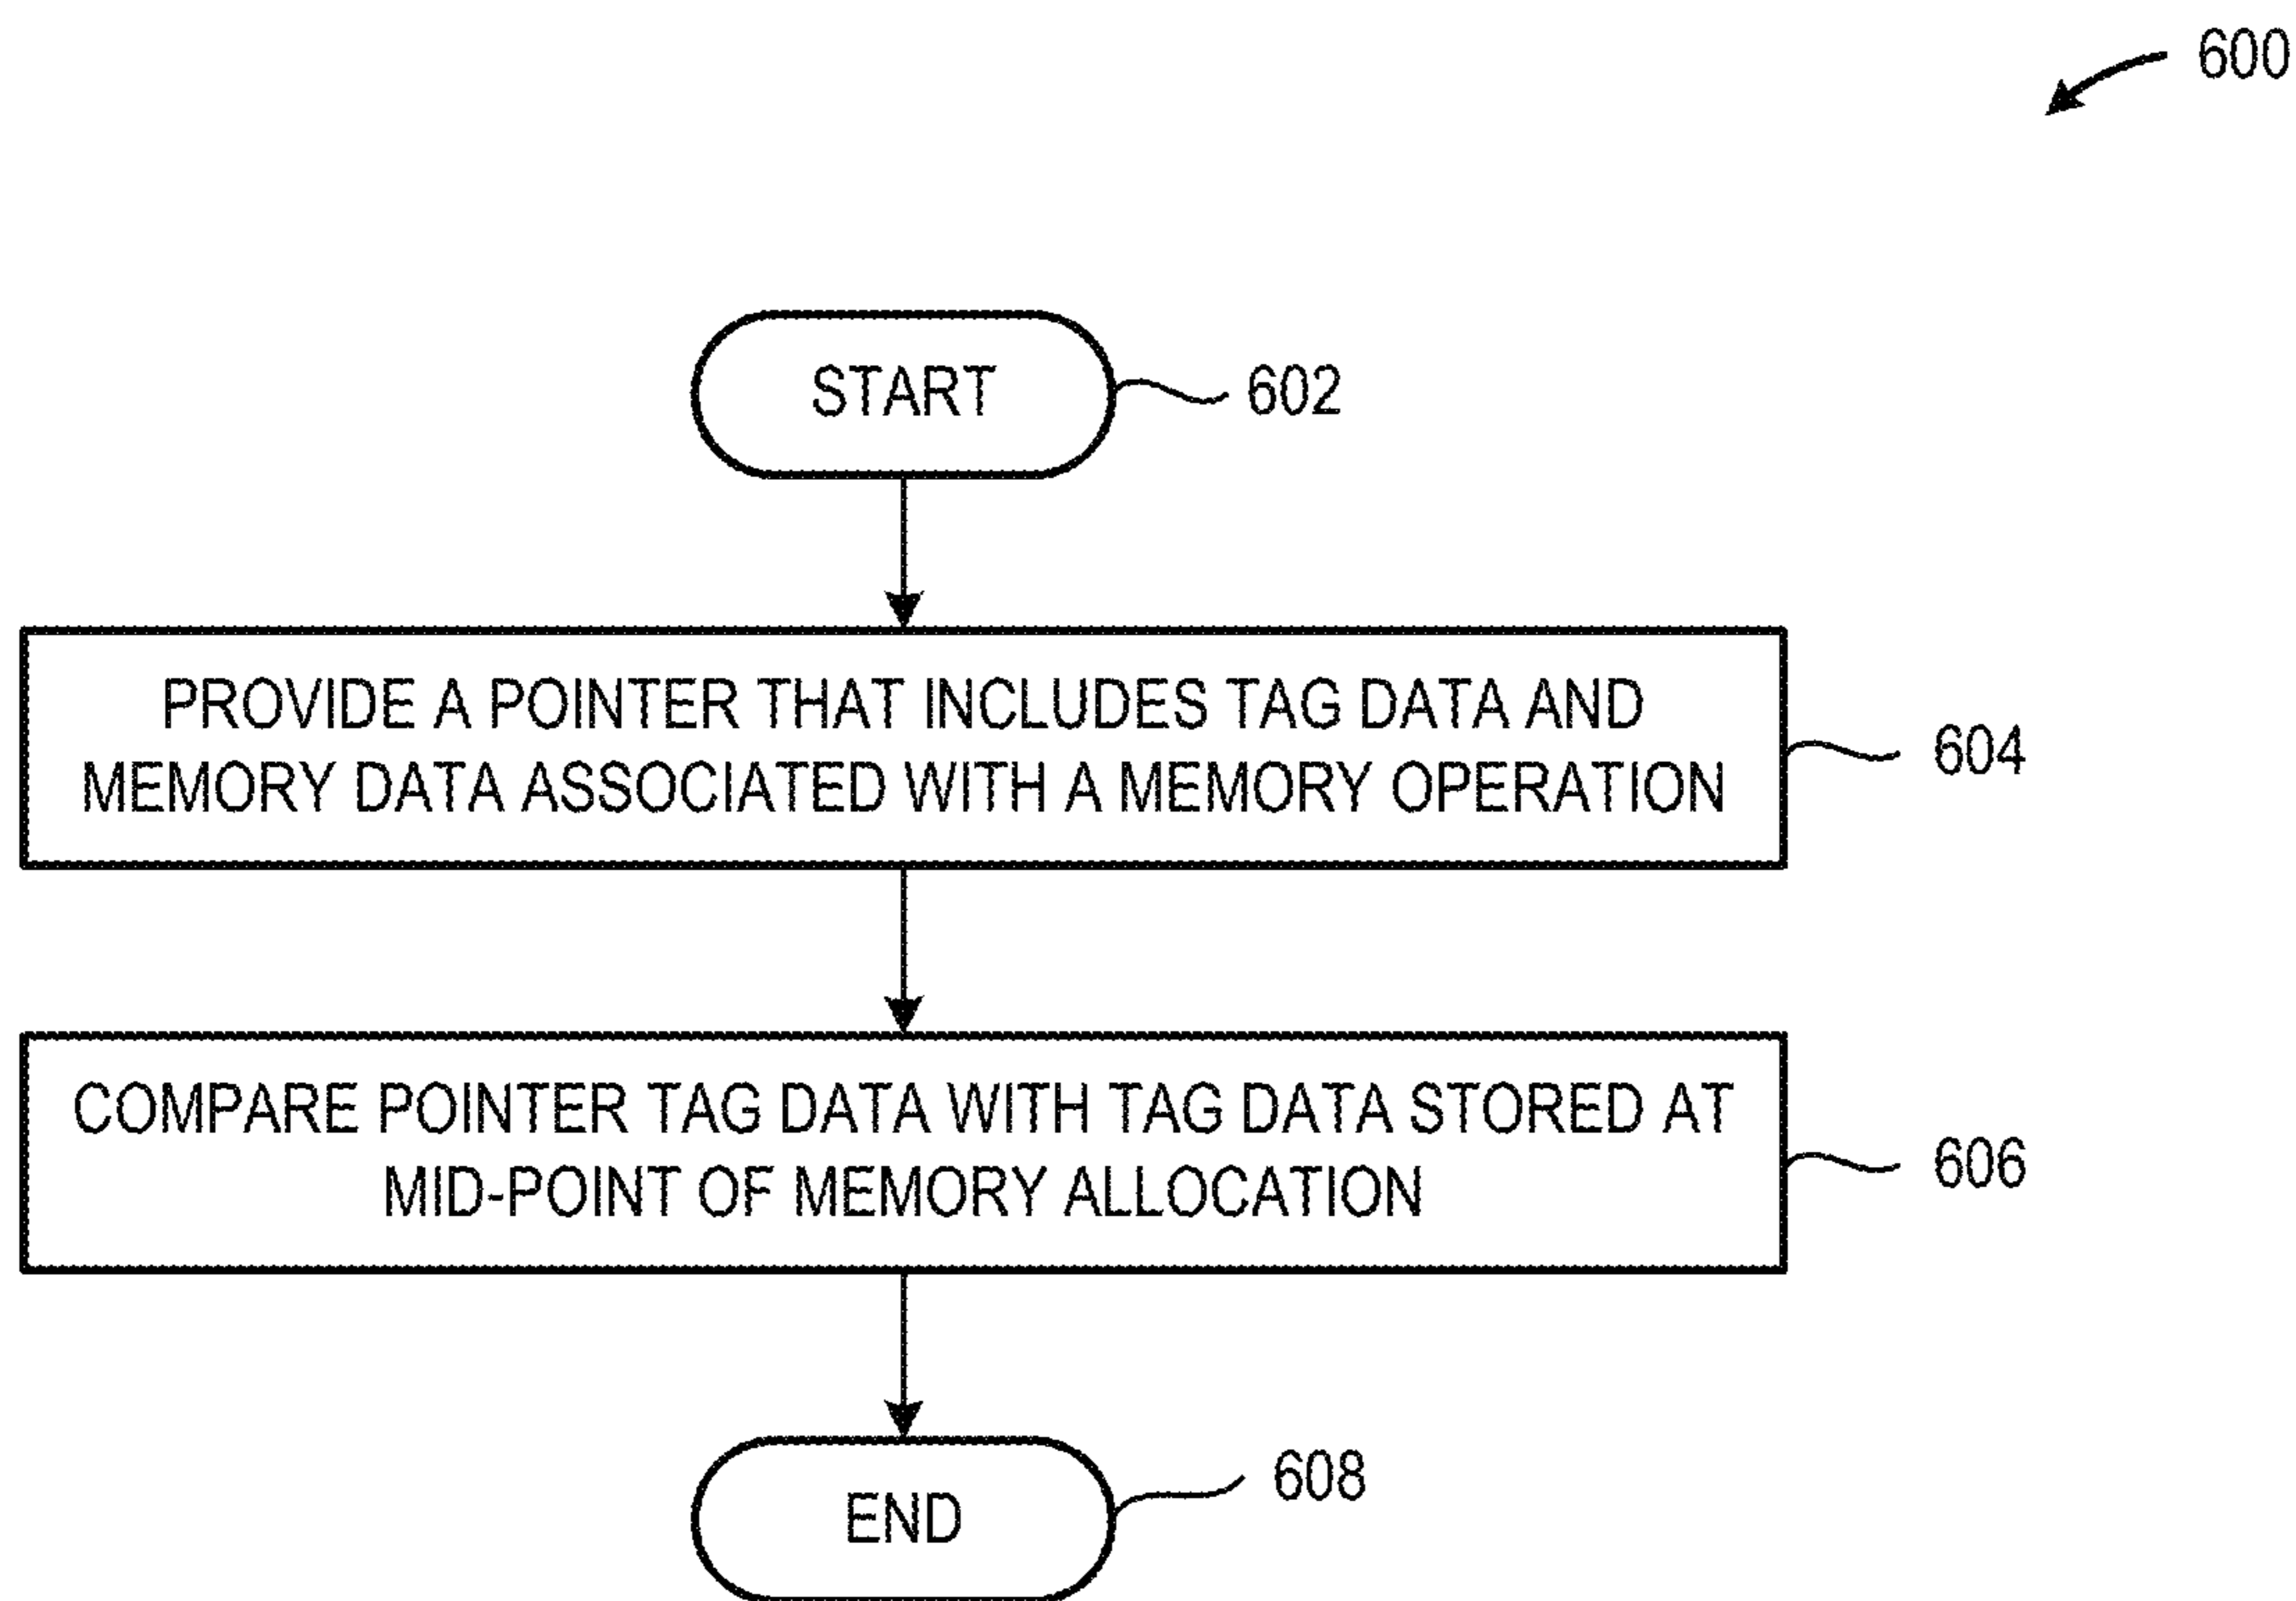 600
START
602
PROVIDE A POINTER THAT INCLUDES TAG DATA AND
MEMORY DATA ASSOCIATED WITH A MEMORY OPERATION
604
COMPARE POINTER TAG DATA WITH TAG DATA STORED AT
MID-POINT OF MEMORY ALLOCATION
606
END
608